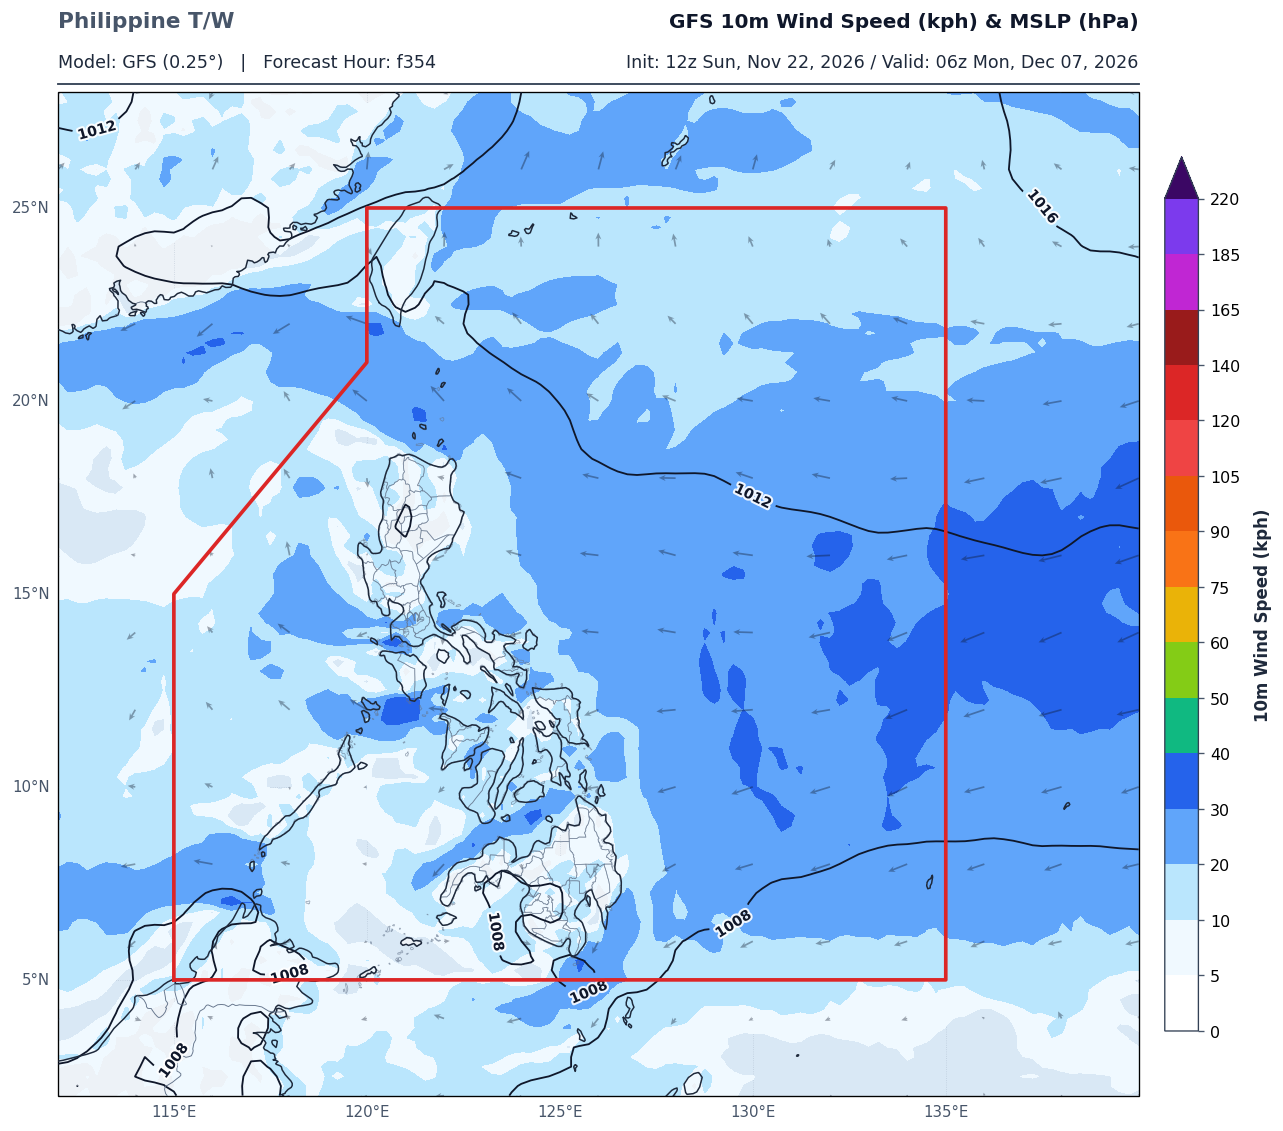 Philippine T/W
GFS 10m Wind Speed (kph) & MSLP (hPa)
Model: GFS (0.25°)   |   Forecast Hour: f354
Init: 12z Sun, Nov 22, 2026 / Valid: 06z Mon, Dec 07, 2026
1012
1016
1012
1008
1008
1008
1008
1008
25°N
20°N
15°N
10°N
5°N
115°E
120°E
125°E
130°E
135°E
220
185
165
140
120
105
90
75
60
50
40
30
20
10
5
0
10m Wind Speed (kph)